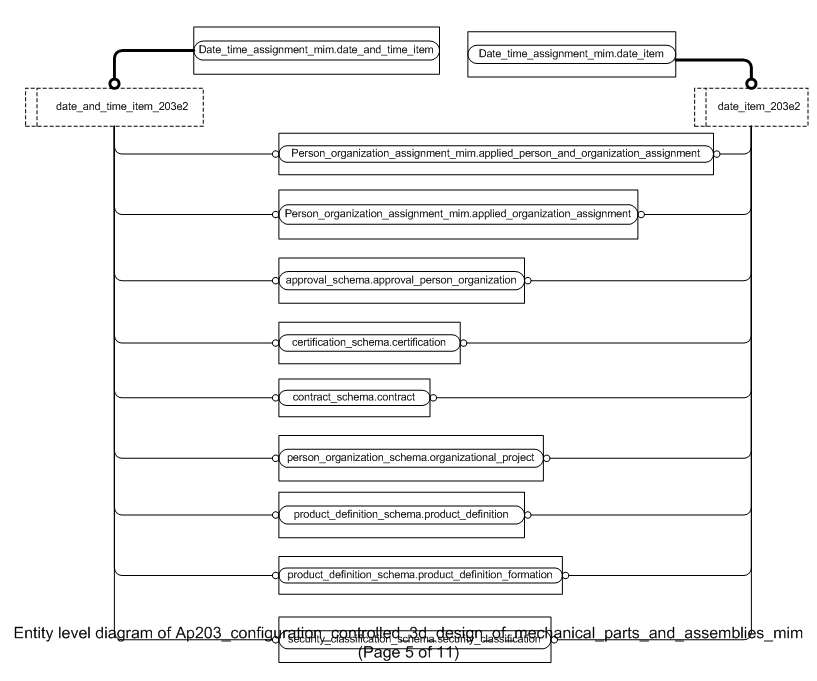 Date_time_assignment_mim.date_and_time_item
Date_time_assignment_mim.date_item
date_and_time_item_203e2
date_item_203e2
Person_organization_assignment_mim.applied_person_and_organization_assignment
Person_organization_assignment_mim.applied_organization_assignment
approval_schema.approval_person_organization
certification_schema.certification
contract_schema.contract
person_organization_schema.organizational_project
product_definition_schema.product_definition
product_definition_schema.product_definition_formation
security_classification_schema.security_classification
Entity level diagram of Ap203_configuration_controlled_3d_design_of_mechanical_parts_and_assemblies_mim
(Page 5 of 11)